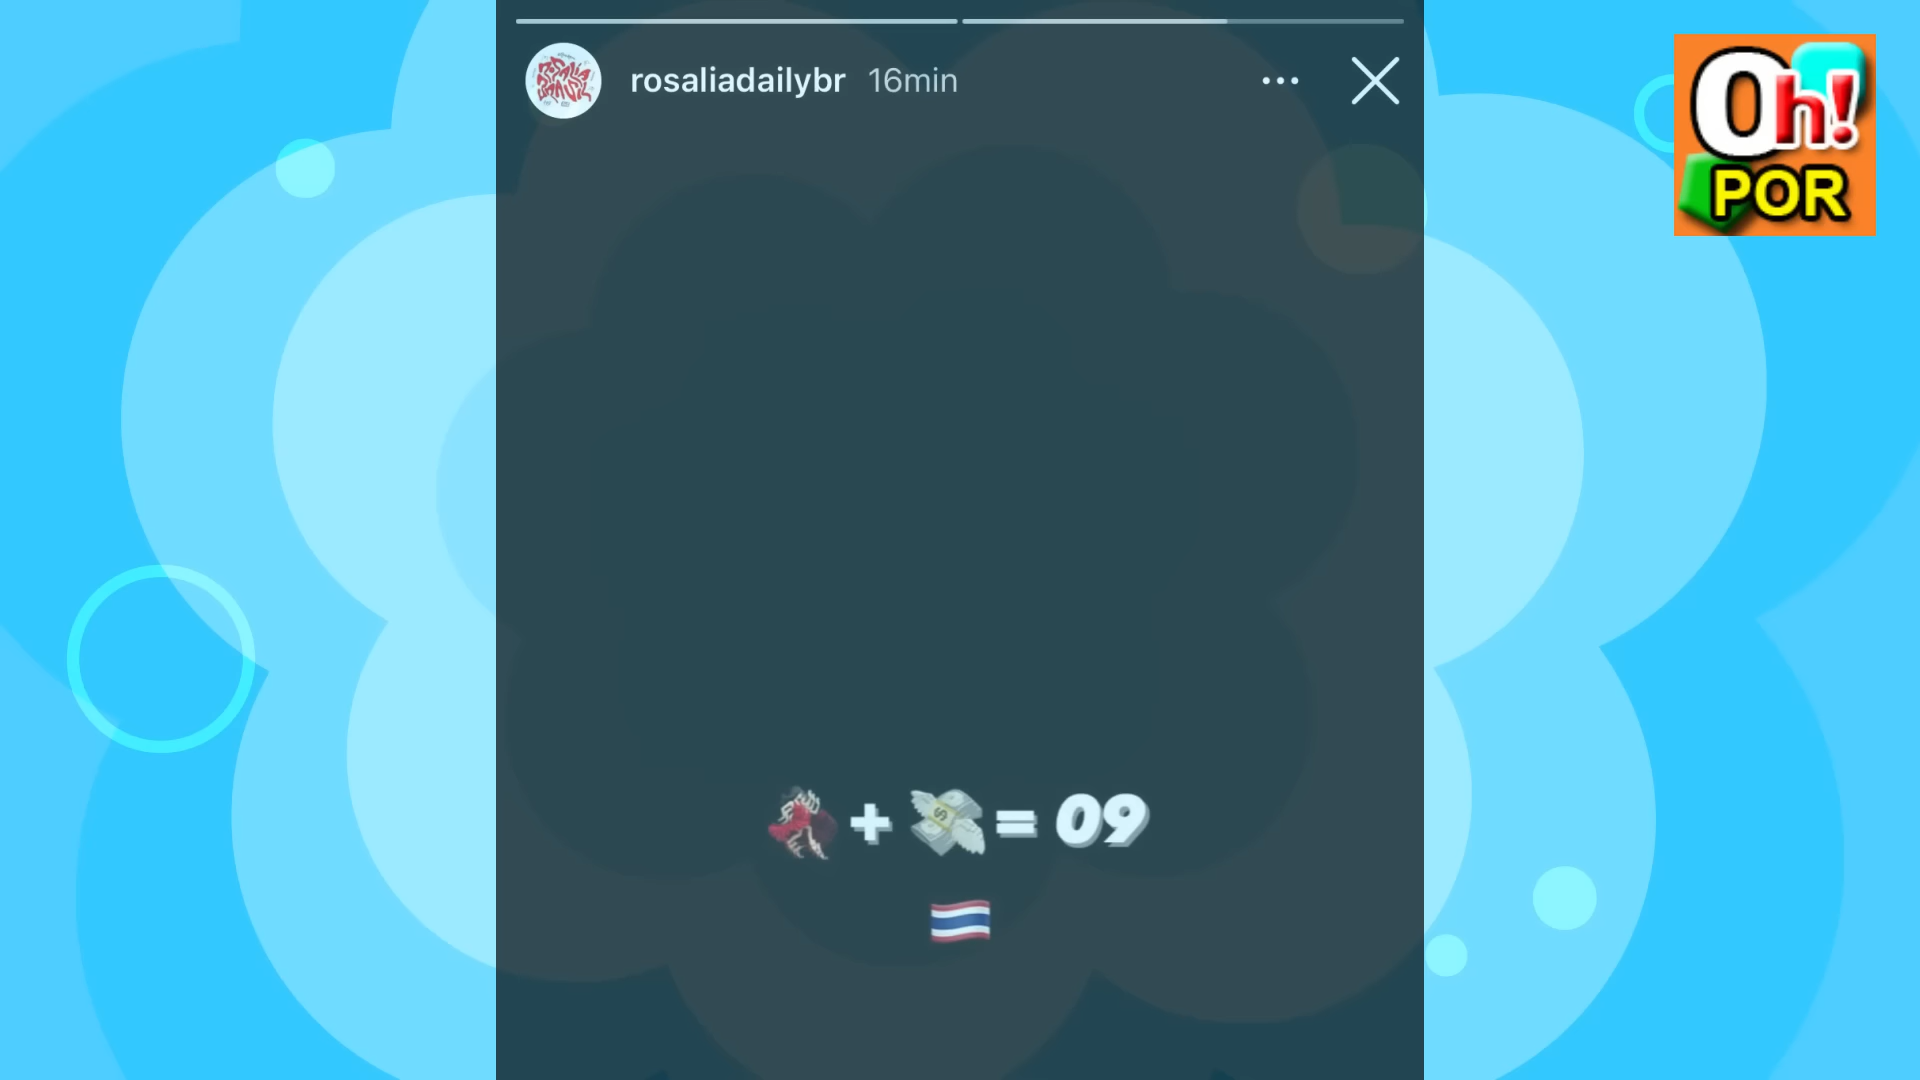 rosaliadailybr 16min
Oh!
POR
+ = 09